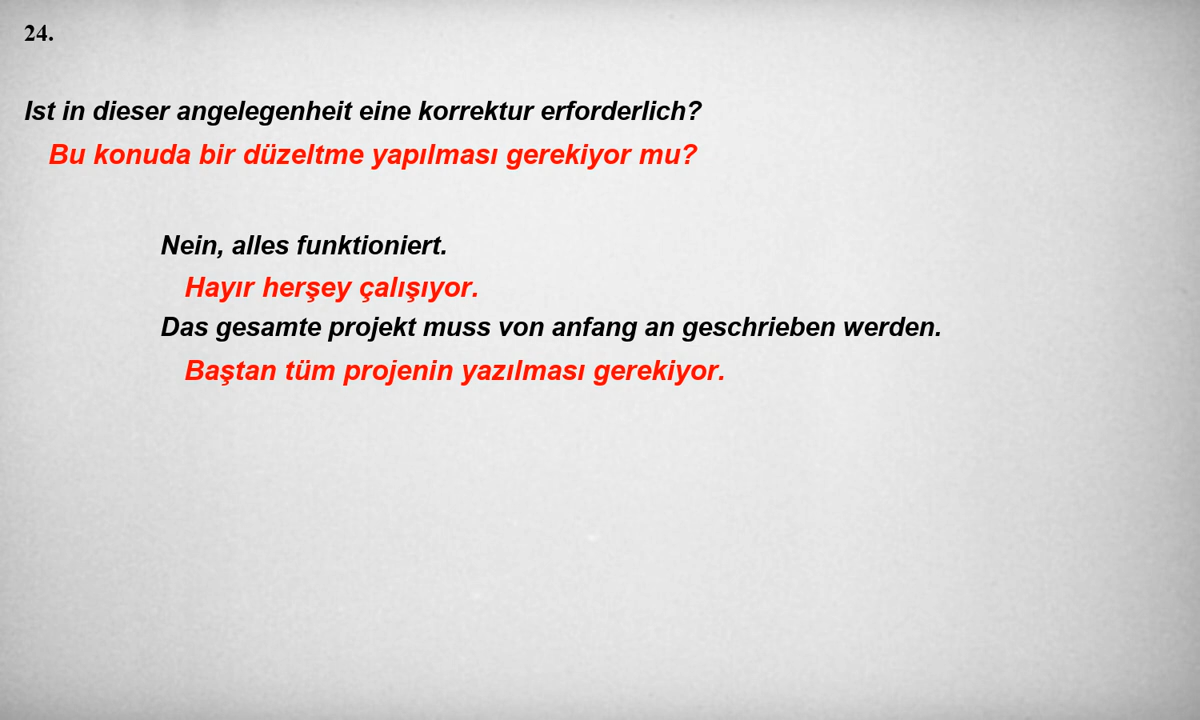 24.
Ist in dieser angelegenheit eine korrektur erforderlich?
Bu konuda bir düzeltme yapılması gerekiyor mu?
Nein, alles funktioniert.
Hayır herşey çalışıyor.
Das gesamte projekt muss von anfang an geschrieben werden.
Baştan tüm projenin yazılması gerekiyor.